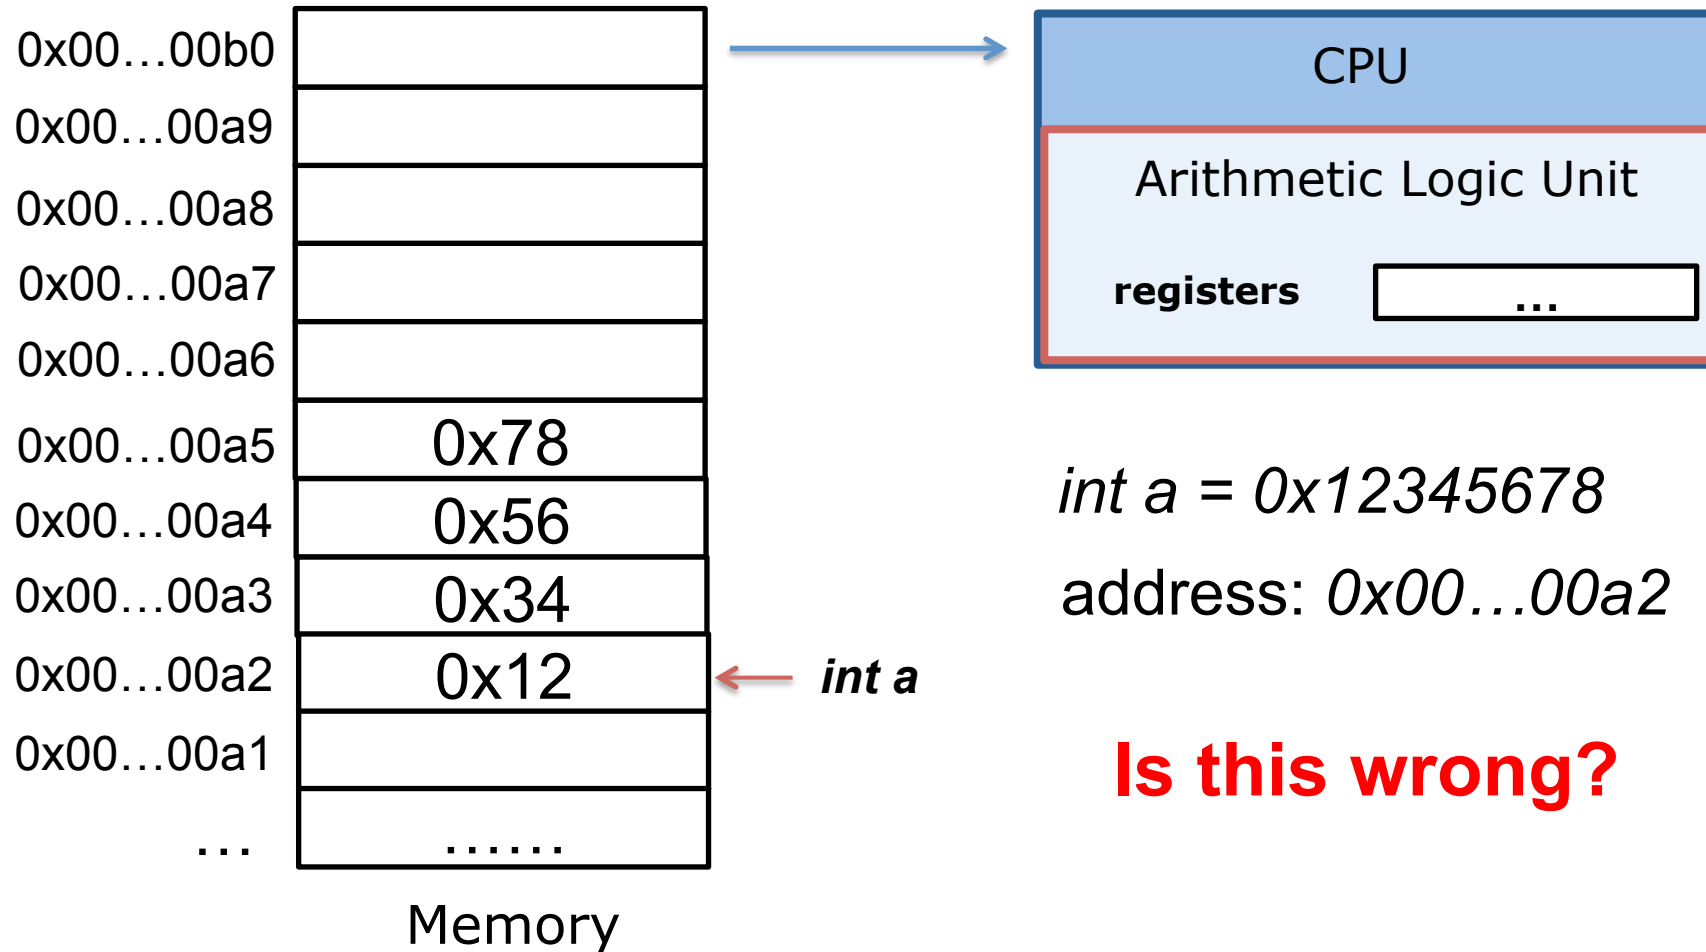 0x00…00b0
0x00…00a9
0x00…00a8
0x00…00a7
0x00…00a6
0x00…00a5 0x78
0x00…00a4 0x56
0x00…00a3 0x34
0x00…00a2 0x12 int a
0x00…00a1
… ……
Memory
CPU
Arithmetic Logic Unit
registers …
int a = 0x12345678
address: 0x00…00a2
Is this wrong?